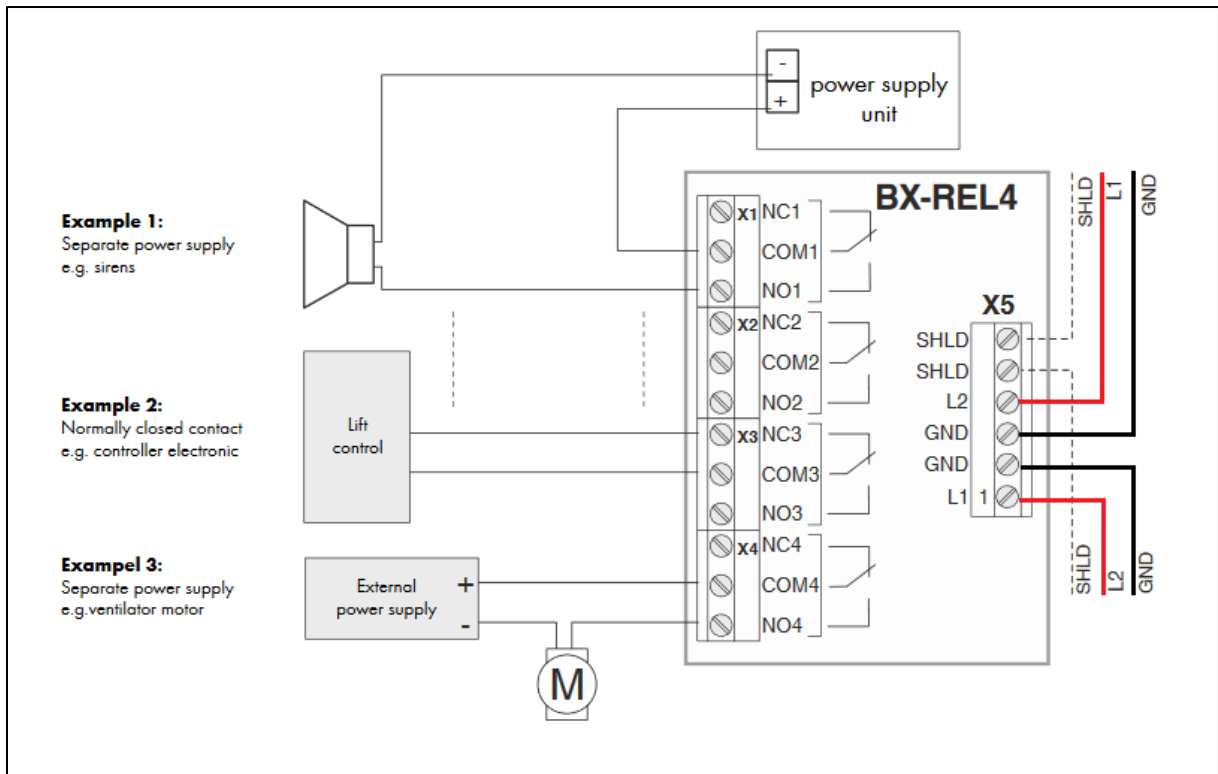 -
+
power supply
unit
Example 1:
Separate power supply
e.g. sirens
Example 2:
Normally closed contact
e.g. controller electronic
Lift
control
Exampel 3:
Separate power supply
e.g.ventilator motor
External
power supply
+
-
M
BX-REL4
X1 NC1
COM1
NO1
X2 NC2
COM2
NO2
X3 NC3
COM3
NO3
X4 NC4
COM4
NO4
X5
SHLD
SHLD
L2
GND
GND
L1 1
SHLD
L1
GND
SHLD
L2
GND